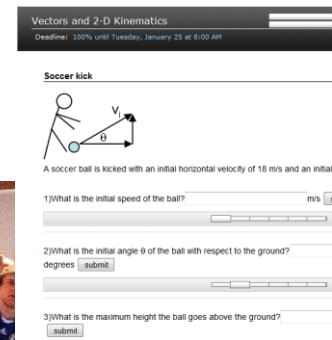 Vectors and 2-D Kinematics
Deadline: 100% until Tuesday, January 25 at 8:00 AM
Soccer kick
Vi
θ
A soccer ball is kicked with an initial horizontal velocity of 18 m/s and an initial
1)What is the initial speed of the ball? m/s
2)What is the initial angle θ of the ball with respect to the ground?
degrees submit
3)What is the maximum height the ball goes above the ground?
submit